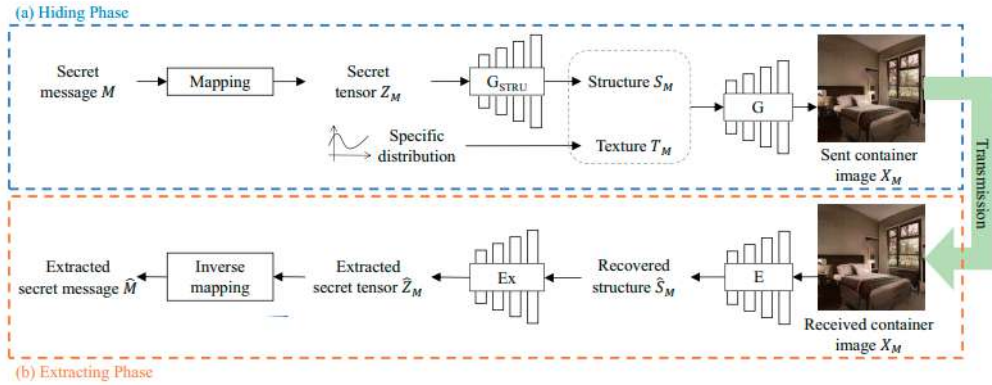 (a) Hiding Phase
Secret
message M
Mapping
Secret
tensor Z_M
G_STRU
Structure S_M
Specific
distribution
Texture T_M
G
Sent container
image X_M
Transmission
Extracted
secret message M̂
Inverse
mapping
Extracted
secret tensor Ẑ_M
Ex
Recovered
structure Ŝ_M
E
Received container
image X_M
(b) Extracting Phase